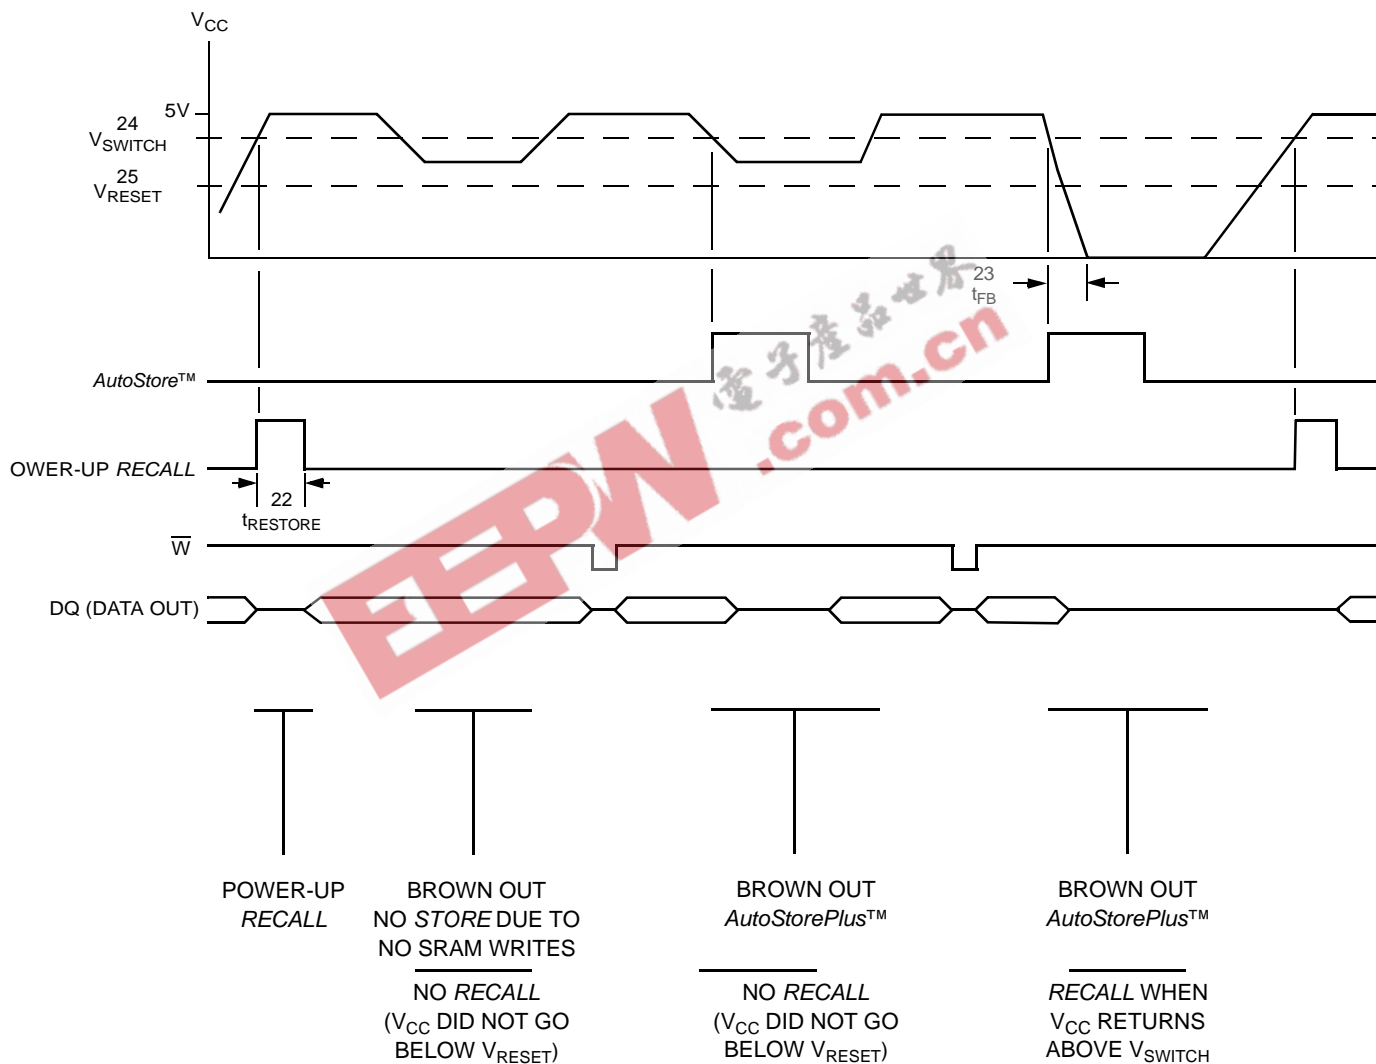 VCC
5V
24
VSWITCH
25
VRESET
23
tFB
AutoStore™
OWER-UP RECALL
22
tRESTORE
W̅
DQ (DATA OUT)
EEPW
電子產品世界
.com.cn
POWER-UP
RECALL
BROWN OUT
NO STORE DUE TO
NO SRAM WRITES
NO RECALL
(VCC DID NOT GO
BELOW VRESET)
BROWN OUT
AutoStorePlus™
NO RECALL
(VCC DID NOT GO
BELOW VRESET)
BROWN OUT
AutoStorePlus™
RECALL WHEN
VCC RETURNS
ABOVE VSWITCH